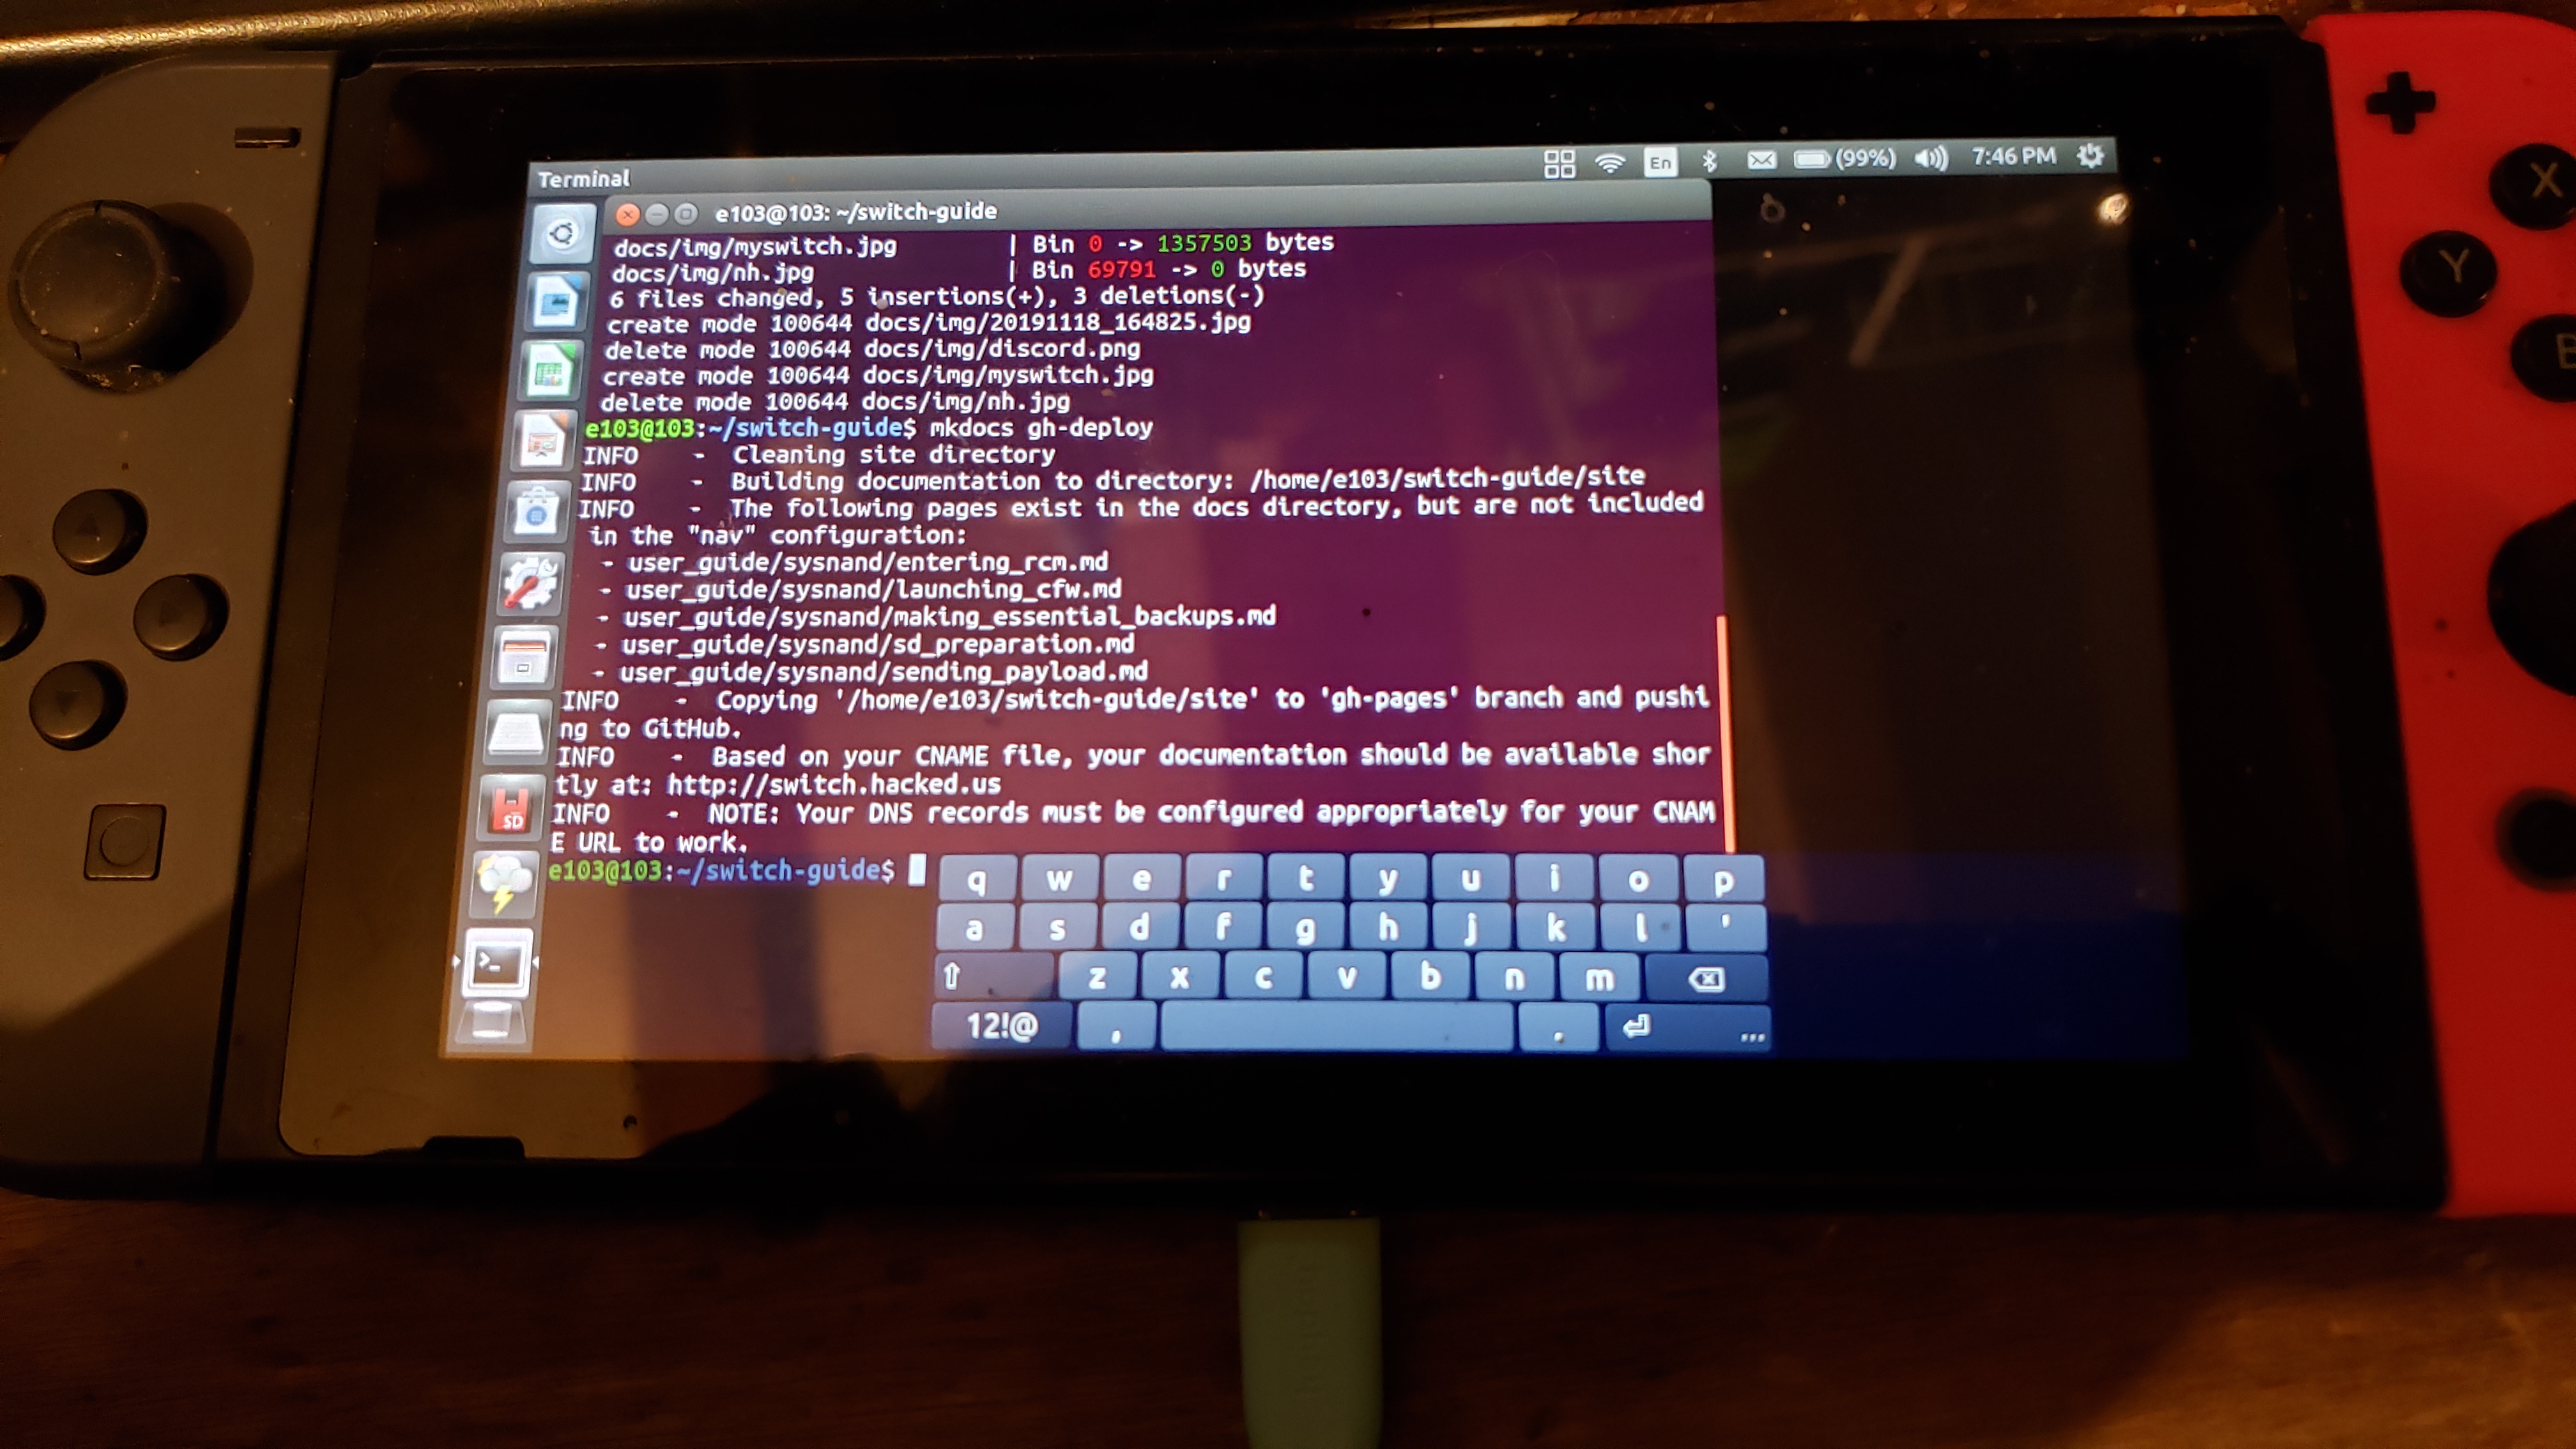 Terminal
En
(99%)
7:46 PM
e103@103: ~/switch-guide
docs/img/myswitch.jpg | Bin 0 -> 1357503 bytes
docs/img/nh.jpg | Bin 69791 -> 0 bytes
6 files changed, 5 insertions(+), 3 deletions(-)
create mode 100644 docs/img/20191118_164825.jpg
delete mode 100644 docs/img/discord.png
create mode 100644 docs/img/myswitch.jpg
delete mode 100644 docs/img/nh.jpg
e103@103:~/switch-guide$ mkdocs gh-deploy
INFO - Cleaning site directory
INFO - Building documentation to directory: /home/e103/switch-guide/site
INFO - The following pages exist in the docs directory, but are not included
in the "nav" configuration:
- user_guide/sysnand/entering_rcm.md
- user_guide/sysnand/launching_cfw.md
- user_guide/sysnand/making_essential_backups.md
- user_guide/sysnand/sd_preparation.md
- user_guide/sysnand/sending_payload.md
INFO - Copying '/home/e103/switch-guide/site' to 'gh-pages' branch and pushi
ng to GitHub.
INFO - Based on your CNAME file, your documentation should be available shor
tly at: http://switch.hacked.us
INFO - NOTE: Your DNS records must be configured appropriately for your CNAM
E URL to work.
e103@103:~/switch-guide$
SD
q w e r t y u i o p
a s d f g h j k l '
z x c v b n m
12!@ , . ...
X
Y
B